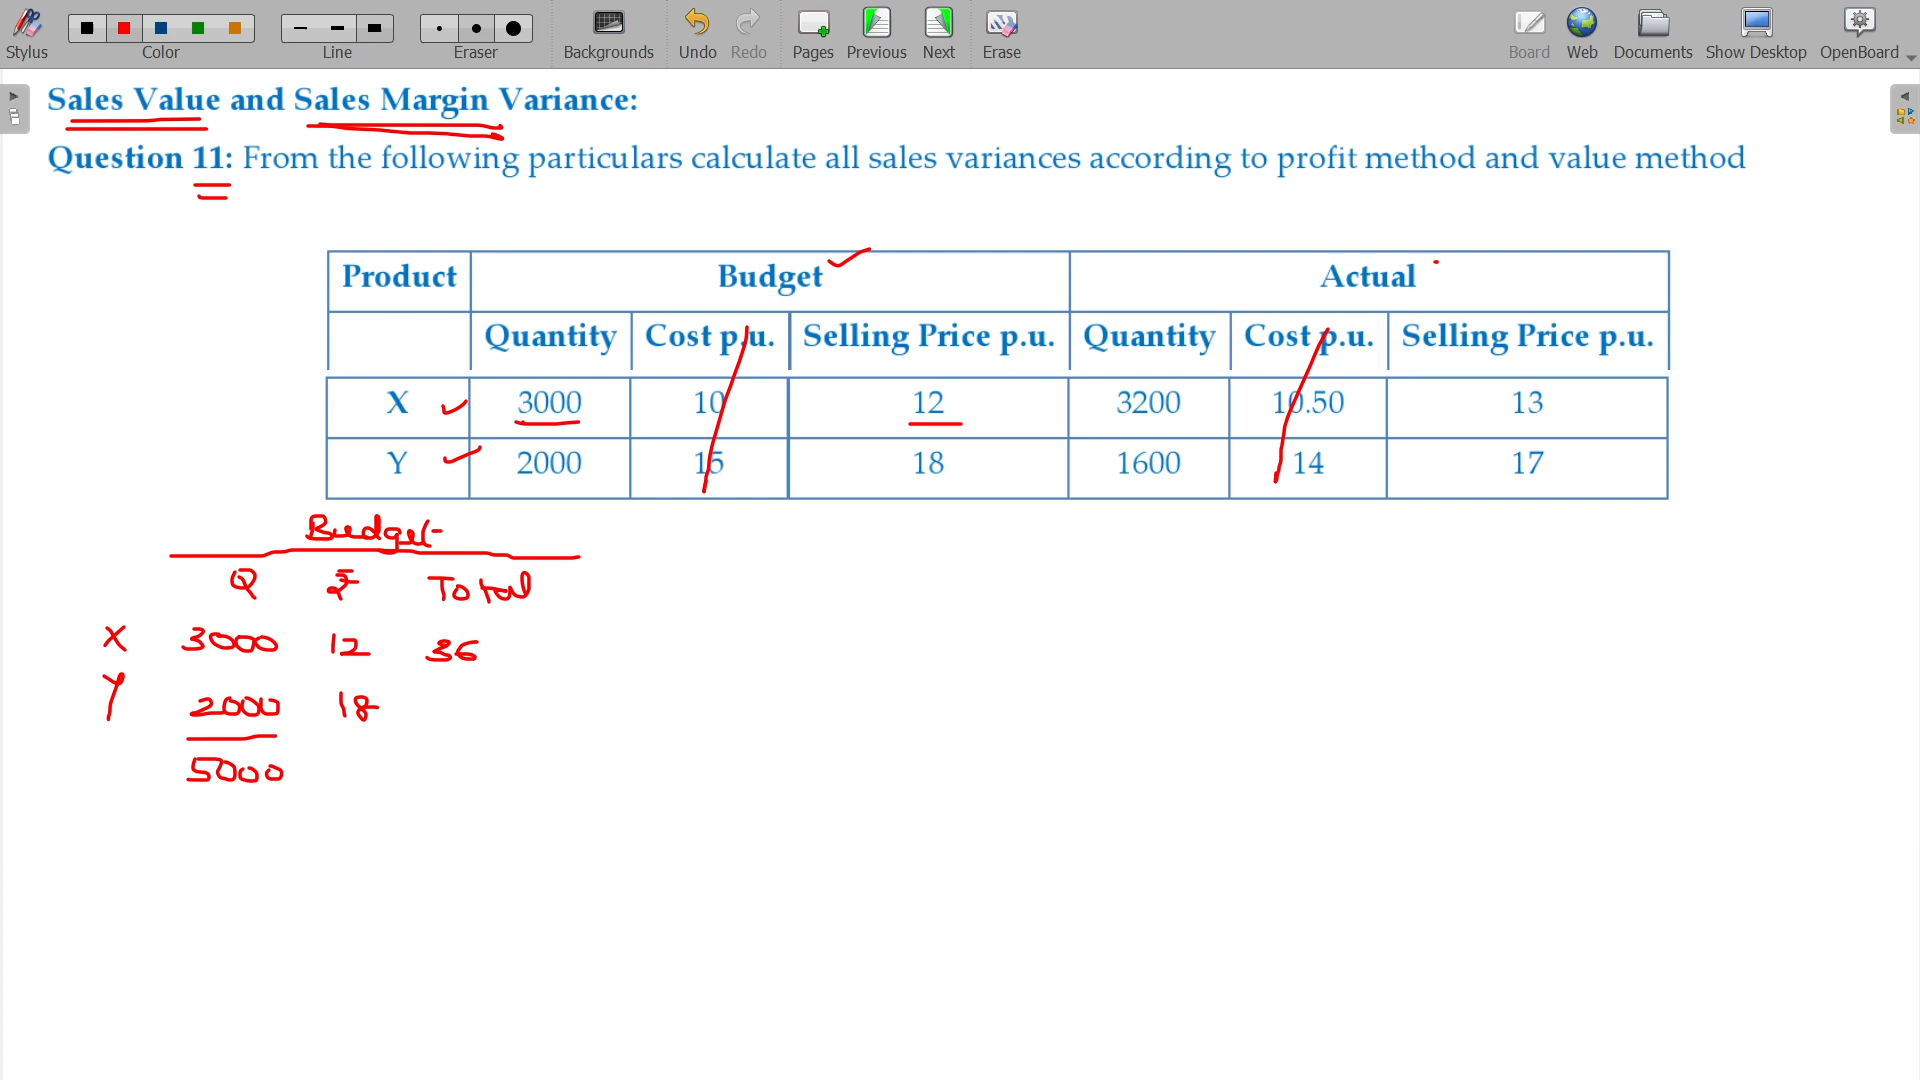 Stylus Color Line Eraser Backgrounds Undo Redo Pages Previous Next Erase Board Web Documents Show Desktop OpenBoard
Sales Value and Sales Margin Variance:
Question 11: From the following particulars calculate all sales variances according to profit method and value method
Product Budget Actual
Quantity Cost p.u. Selling Price p.u. Quantity Cost p.u. Selling Price p.u.
X 3000 10 12 3200 10.50 13
Y 2000 15 18 1600 14 17
Budget
Q ₹ Total
X 3000 12 36
Y 2000 18
5000